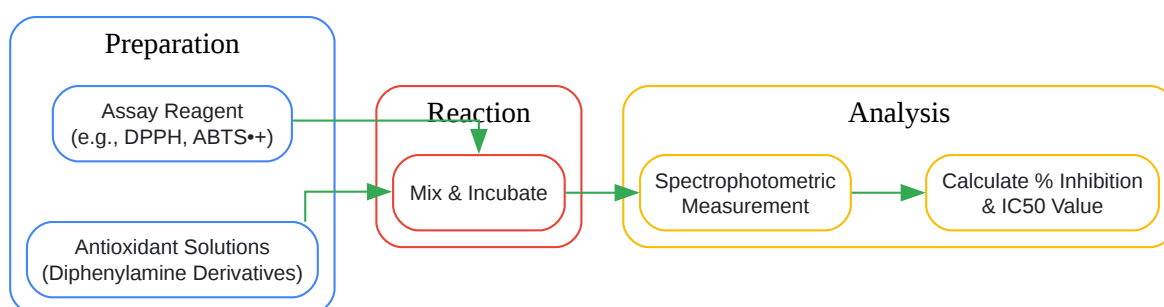 Preparation
Assay Reagent
(e.g., DPPH, ABTS•+)
Antioxidant Solutions
(Diphenylamine Derivatives)
Reaction
Mix & Incubate
Analysis
Spectrophotometric
Measurement
Calculate % Inhibition
& IC50 Value